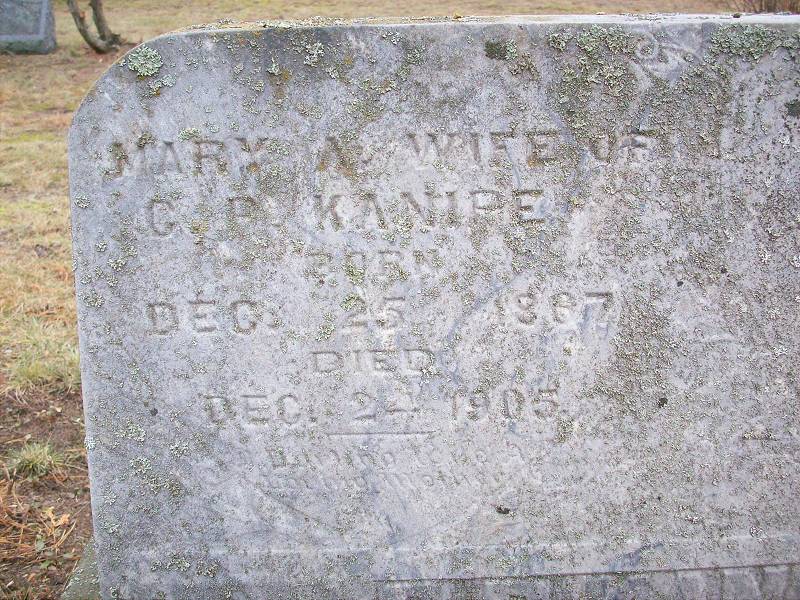 MARY A. WIFE OF
C. P. KANIPE
BORN
DEC. 25 1867
DIED
DEC. 24 1905